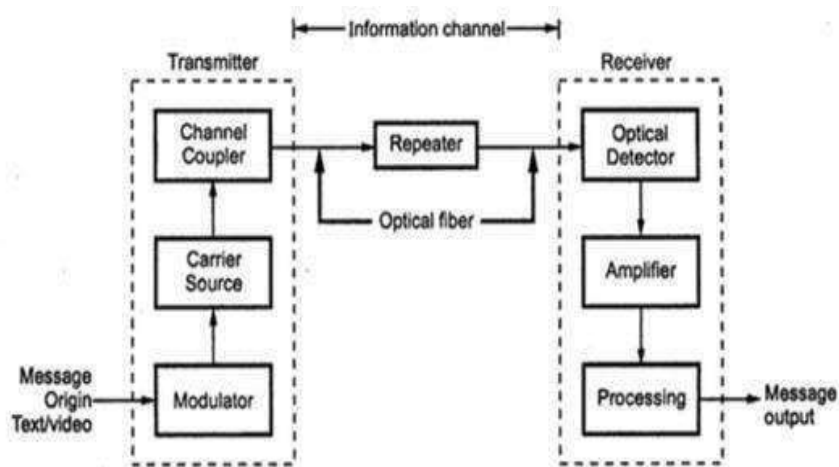 Information channel
Transmitter
Receiver
Channel
Coupler
Repeater
Optical
Detector
Optical fiber
Carrier
Source
Amplifier
Message
Origin
Text/video
Modulator
Processing
Message
output